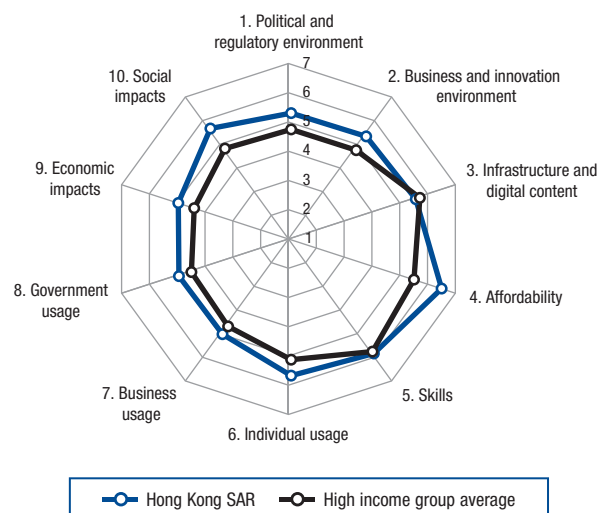 1. Political and
regulatory environment
2. Business and innovation
environment
3. Infrastructure and
digital content
4. Affordability
5. Skills
6. Individual usage
7. Business
usage
8. Government
usage
9. Economic
impacts
10. Social
impacts
7
6
5
4
3
2
1
Hong Kong SAR
High income group average